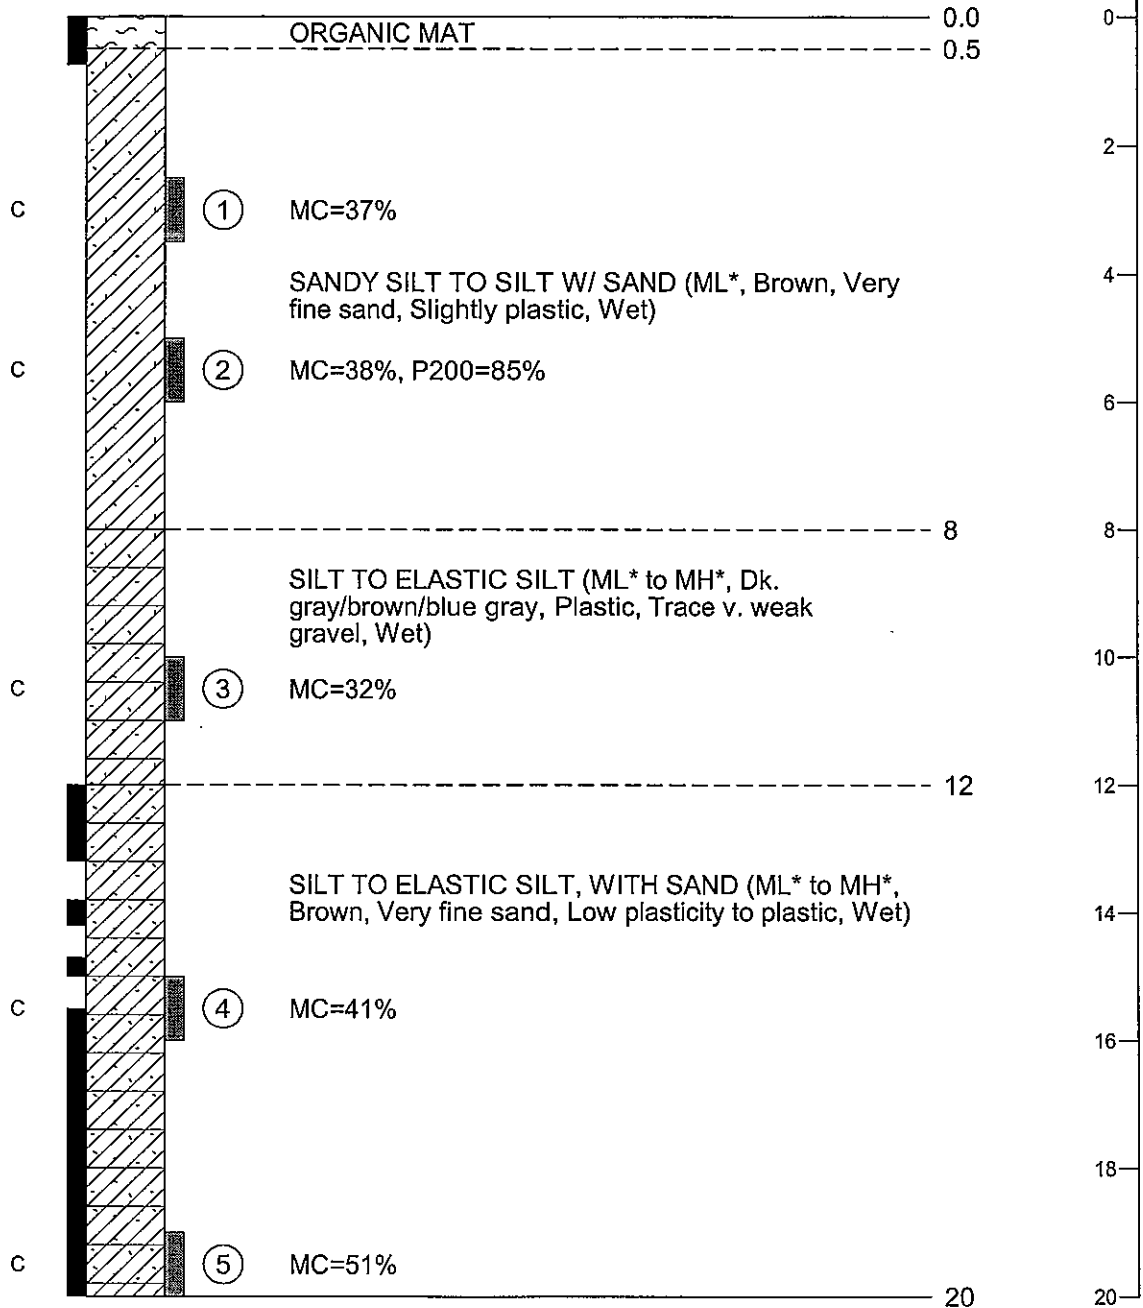 0.0 0
ORGANIC MAT
0.5
2
C 1 MC=37%
4
SANDY SILT TO SILT W/ SAND (ML*, Brown, Very
fine sand, Slightly plastic, Wet)
C 2 MC=38%, P200=85%
6
8 8
SILT TO ELASTIC SILT (ML* to MH*, Dk.
gray/brown/blue gray, Plastic, Trace v. weak
gravel, Wet)
10
C 3 MC=32%
12 12
SILT TO ELASTIC SILT, WITH SAND (ML* to MH*,
Brown, Very fine sand, Low plasticity to plastic, Wet)
14
C 4 MC=41%
16
18
C 5 MC=51%
20 20